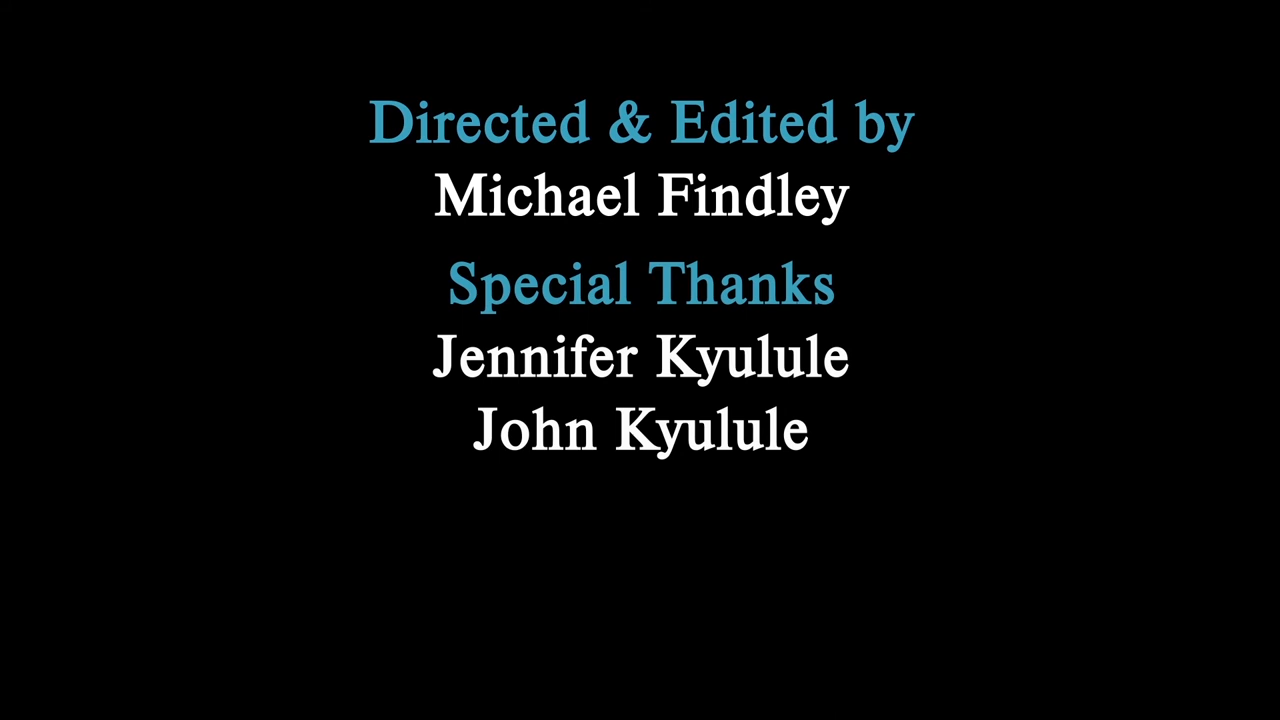 Directed & Edited by
Michael Findley
Special Thanks
Jennifer Kyulule
John Kyulule